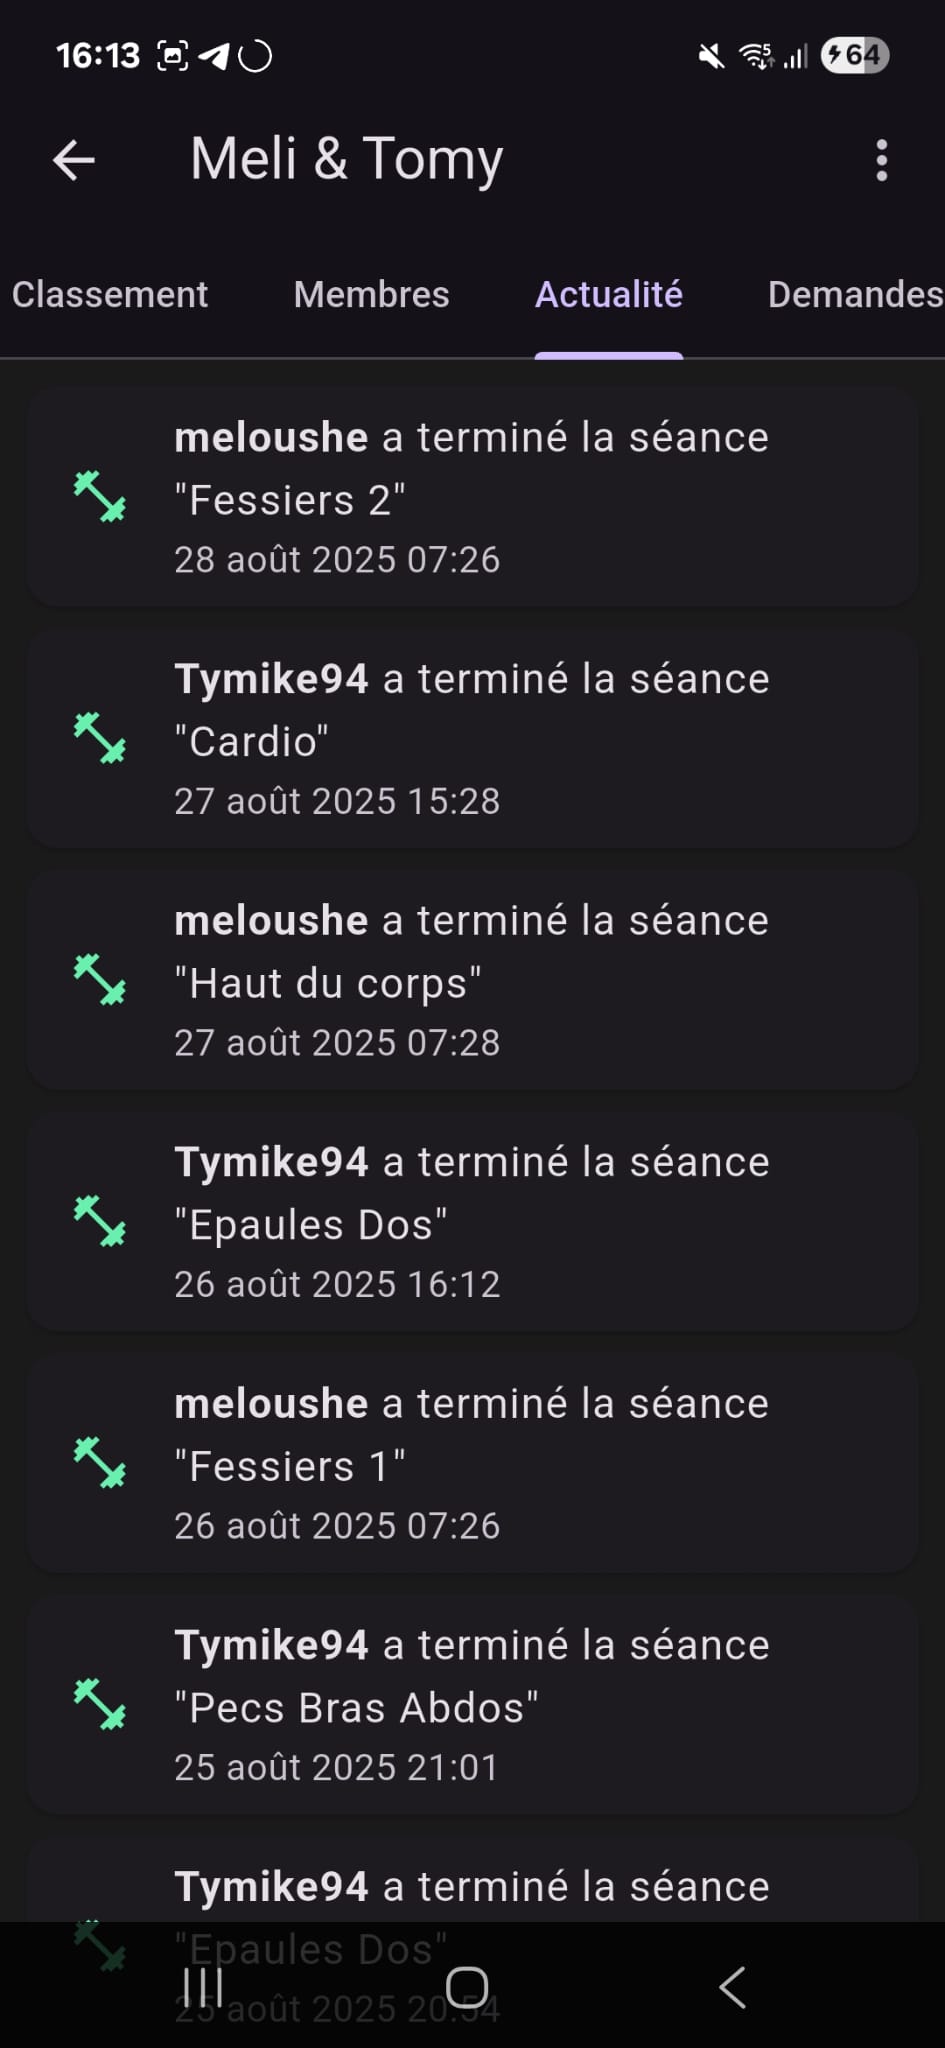 16:13
5
64
Meli & Tomy
Classement Membres Actualité Demandes
meloushe a terminé la séance
"Fessiers 2"
28 août 2025 07:26
Tymike94 a terminé la séance
"Cardio"
27 août 2025 15:28
meloushe a terminé la séance
"Haut du corps"
27 août 2025 07:28
Tymike94 a terminé la séance
"Epaules Dos"
26 août 2025 16:12
meloushe a terminé la séance
"Fessiers 1"
26 août 2025 07:26
Tymike94 a terminé la séance
"Pecs Bras Abdos"
25 août 2025 21:01
Tymike94 a terminé la séance
"Epaules Dos"
25 août 2025 20:54